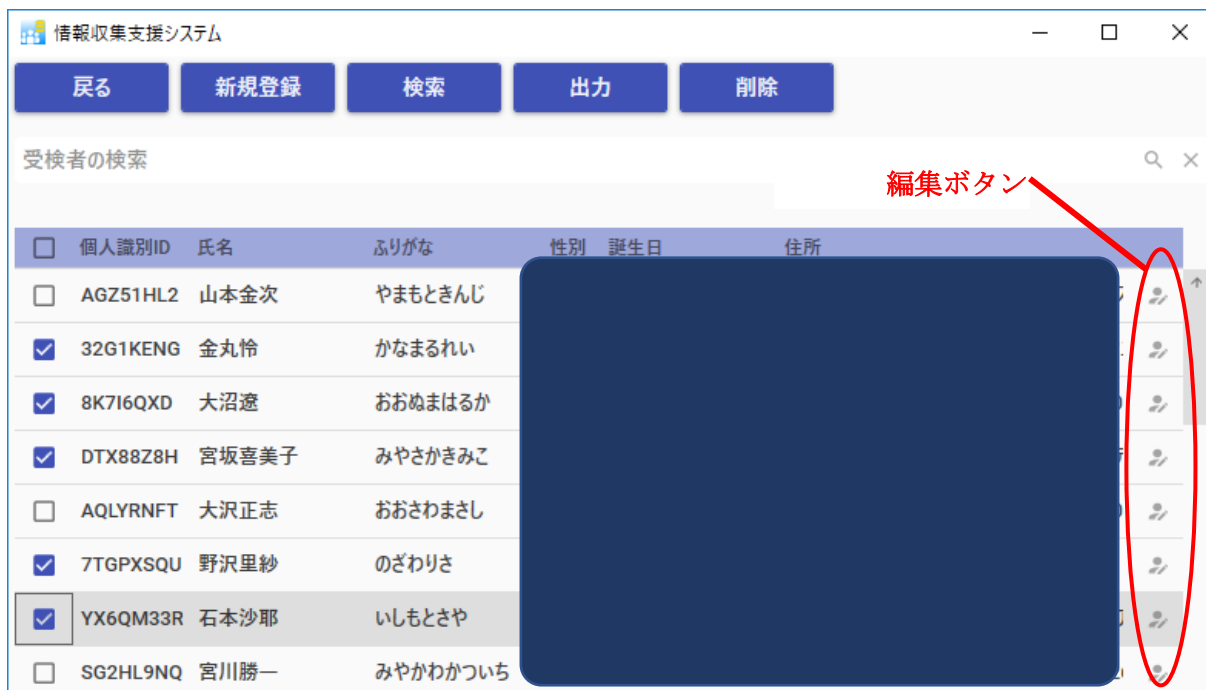 情報収集支援システム
戻る 新規登録 検索 出力 削除
受検者の検索
編集ボタン
個人識別ID 氏名 ふりがな 性別 誕生日 住所
AGZ51HL2 山本金次 やまもときんじ
32G1KENG 金丸怜 かなまるれい
8K7I6QXD 大沼遼 おおぬまはるか
DTX88Z8H 宮坂喜美子 みやさかきみこ
AQLYRNFT 大沢正志 おおさわまさし
7TGPXSQU 野沢里紗 のざわりさ
YX6QM33R 石本沙耶 いしもとさや
SG2HL9NQ 宮川勝一 みやかわかついち